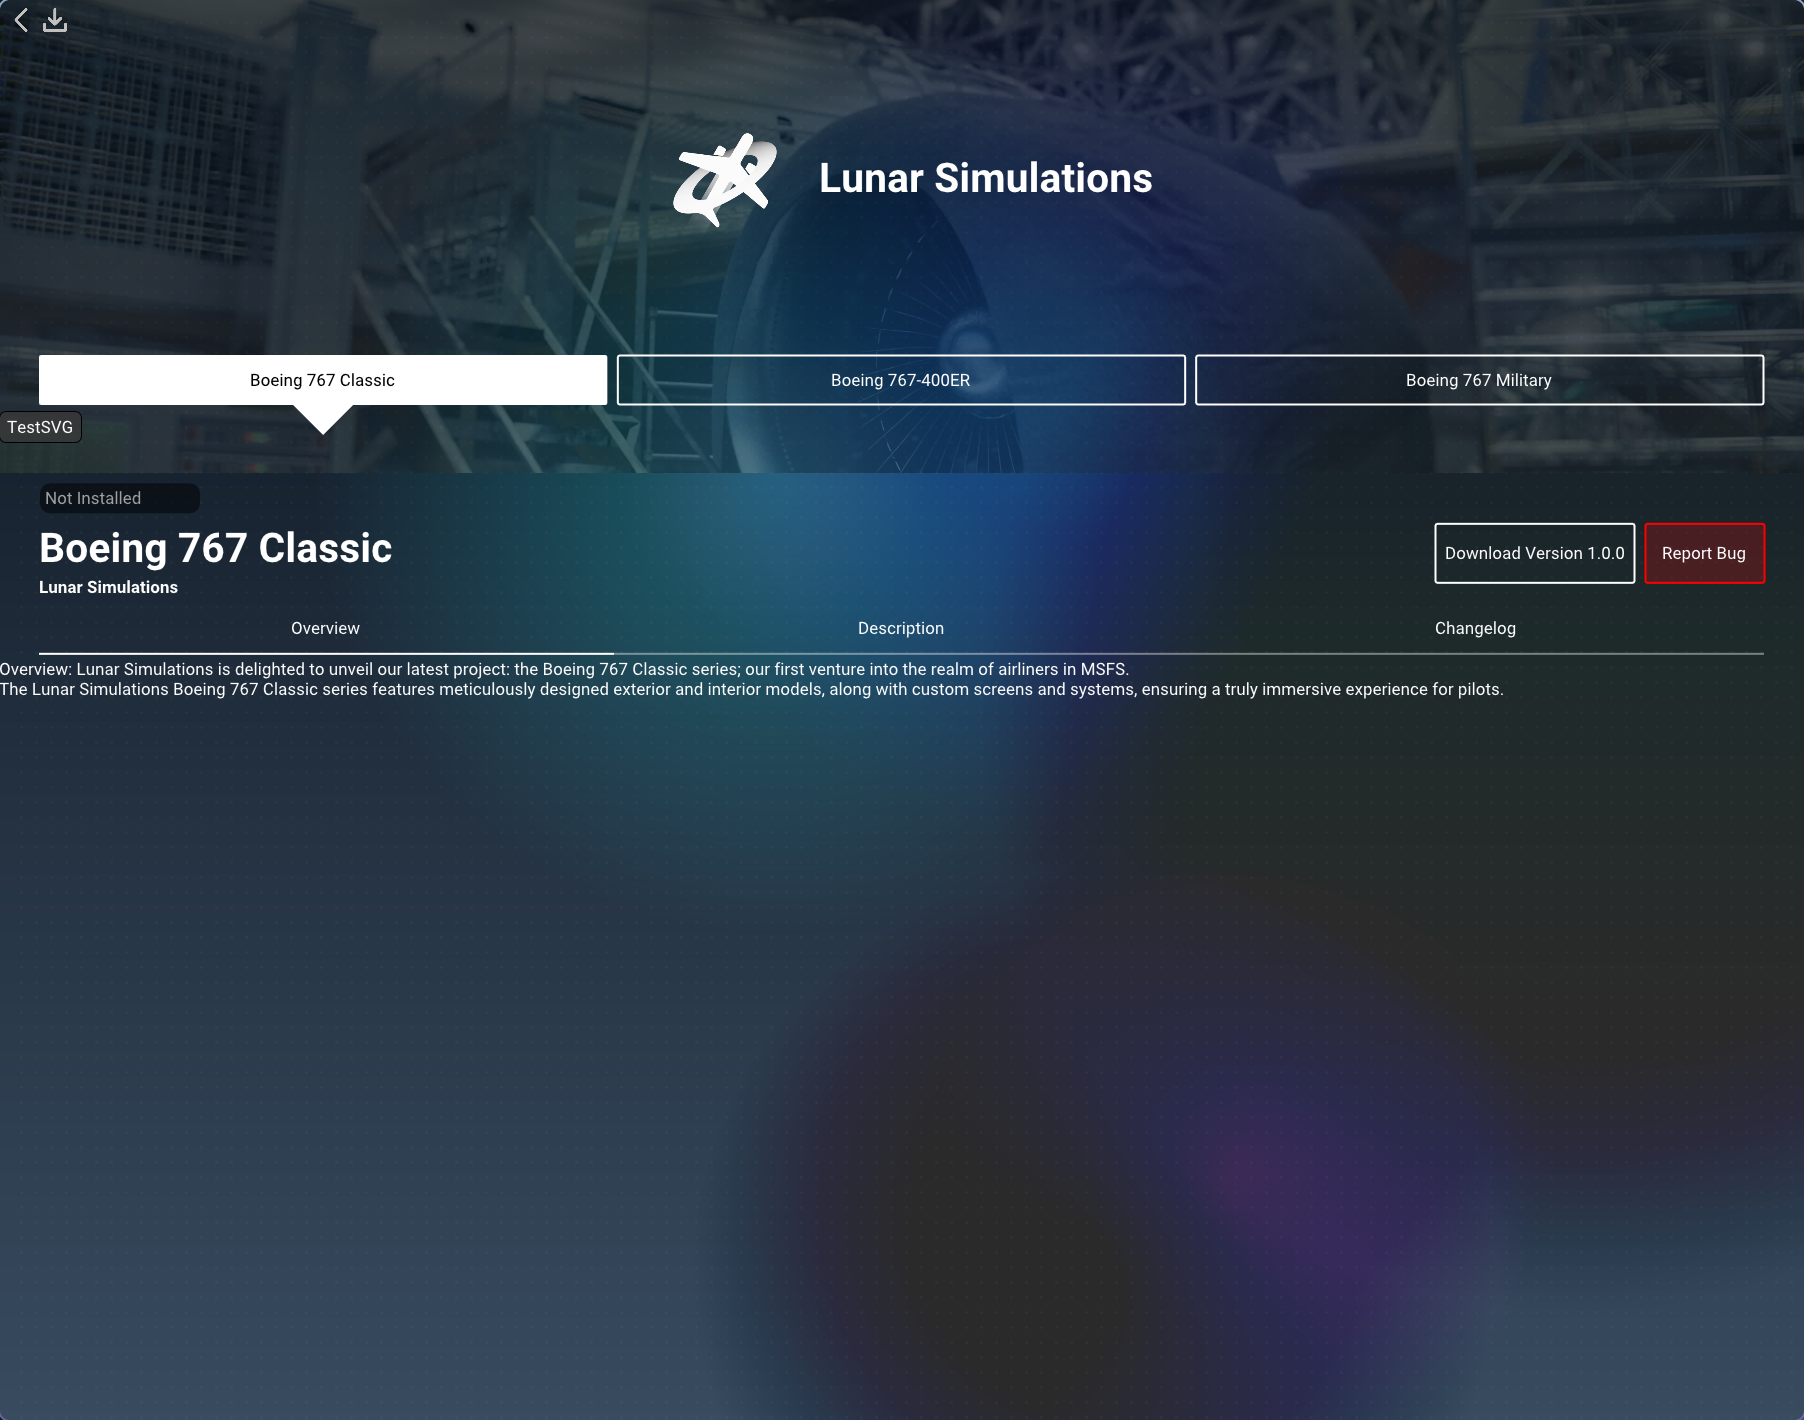 Lunar Simulations
Boeing 767 Classic
Boeing 767-400ER
Boeing 767 Military
TestSVG
Not Installed
Boeing 767 Classic
Lunar Simulations
Download Version 1.0.0
Report Bug
Overview
Description
Changelog
Overview: Lunar Simulations is delighted to unveil our latest project: the Boeing 767 Classic series; our first venture into the realm of airliners in MSFS.
The Lunar Simulations Boeing 767 Classic series features meticulously designed exterior and interior models, along with custom screens and systems, ensuring a truly immersive experience for pilots.